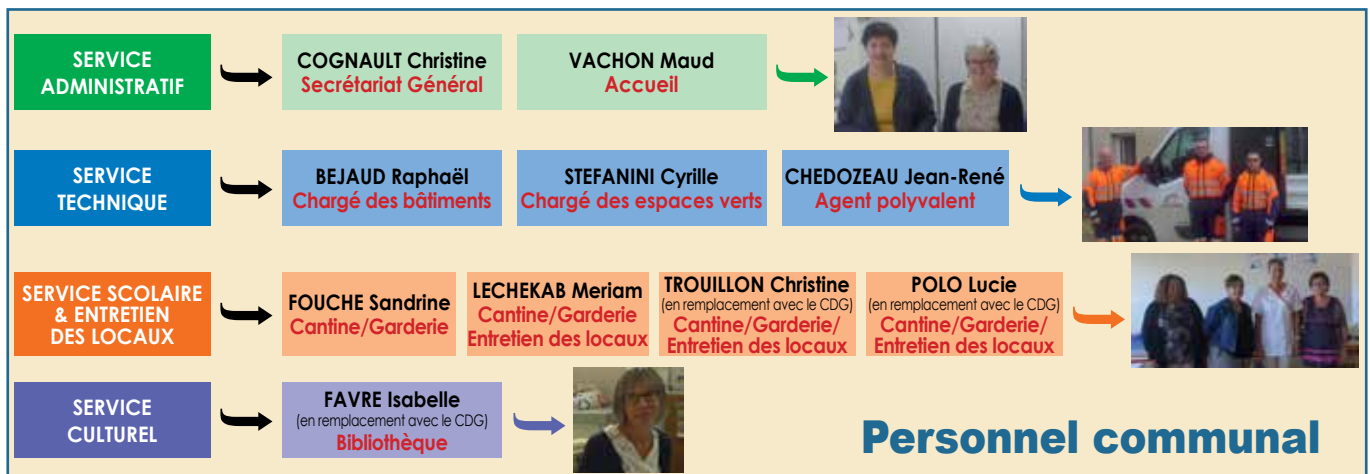 SERVICE
ADMINISTRATIF
COGNAULT Christine
Secrétariat Général
VACHON Maud
Accueil
SERVICE
TECHNIQUE
BEJAUD Raphaël
Chargé des bâtiments
STEFANINI Cyrille
Chargé des espaces verts
CHEDOZEAU Jean-René
Agent polyvalent
SERVICE SCOLAIRE
& ENTRETIEN
DES LOCAUX
FOUCHE Sandrine
Cantine/Garderie
LECHEKAB Meriam
Cantine/Garderie
Entretien des locaux
TROUILLON Christine
(en remplacement avec le CDG)
Cantine/Garderie/
Entretien des locaux
POLO Lucie
(en remplacement avec le CDG)
Cantine/Garderie/
Entretien des locaux
SERVICE
CULTUREL
FAVRE Isabelle
(en remplacement avec le CDG)
Bibliothèque
Personnel communal